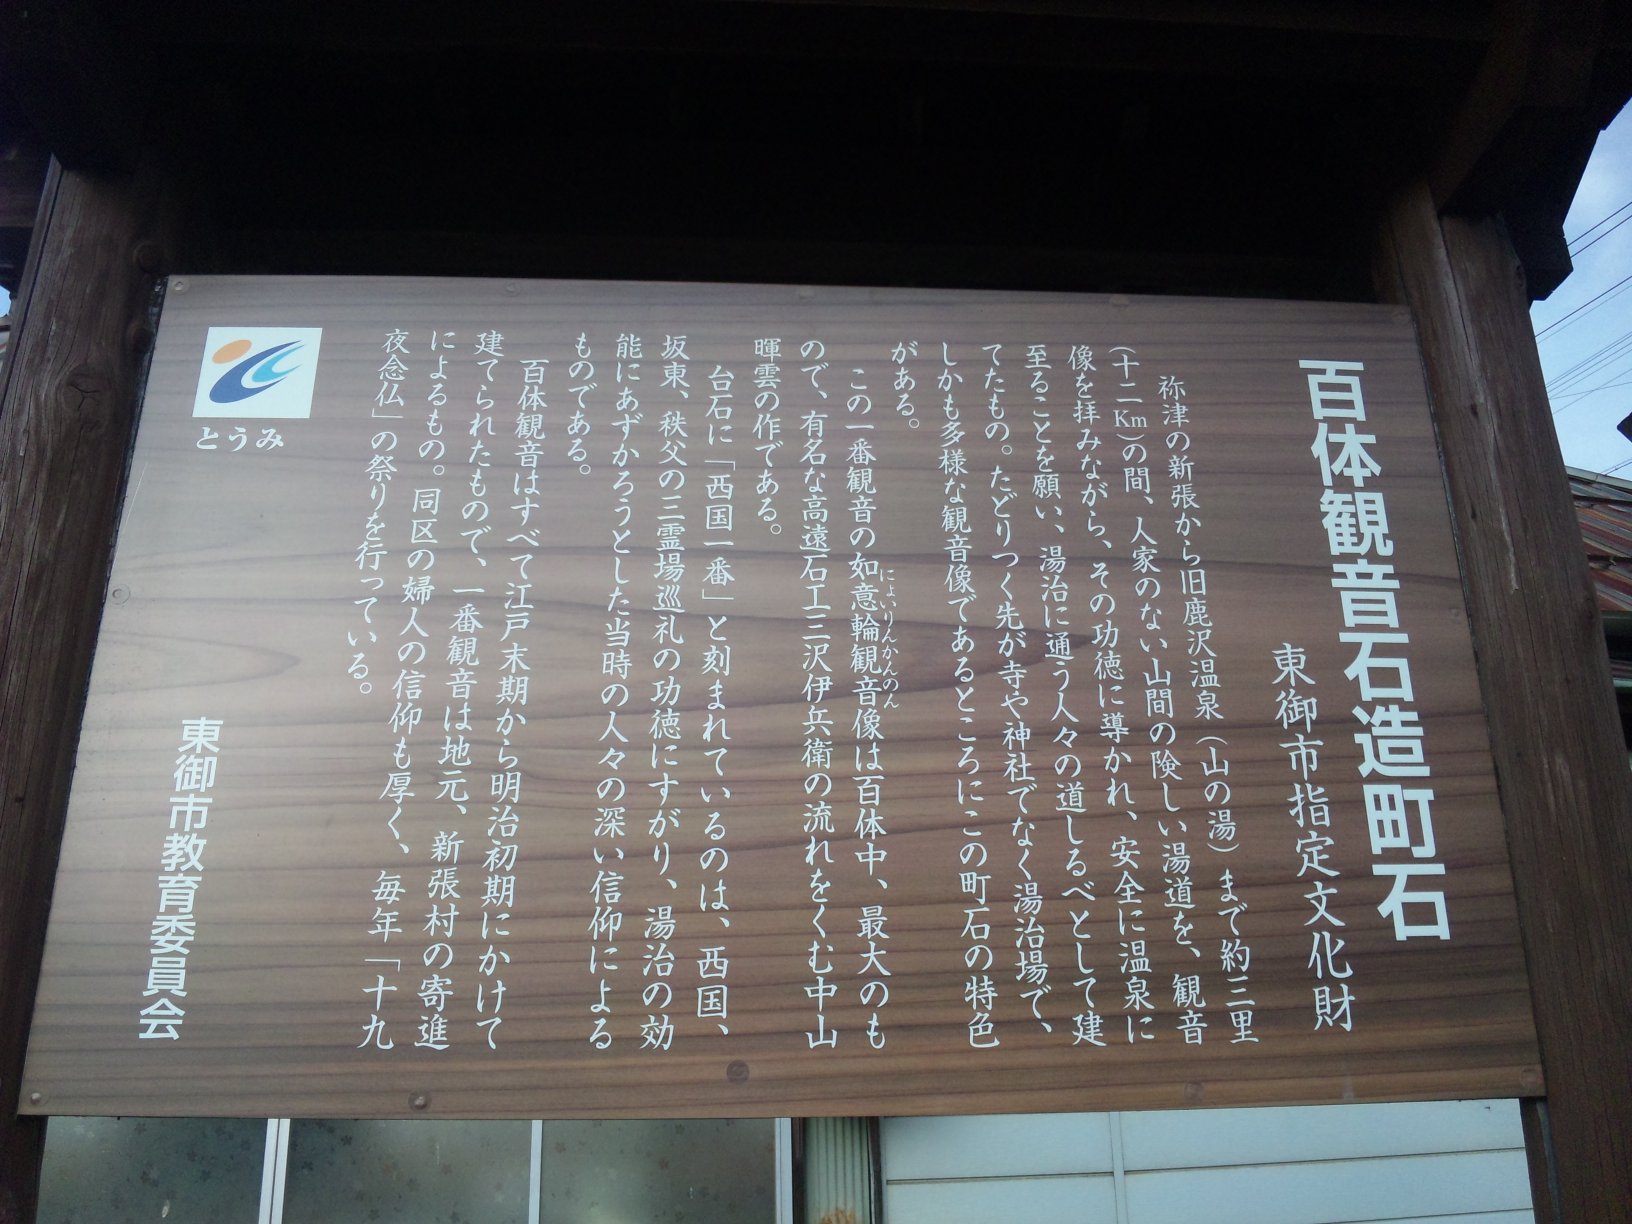 百体観音石造町石
東御市指定文化財
祢津の新張から旧鹿沢温泉(山の湯)まで約三里
(十二Km)の間、人家のない山間の険しい湯道を、観音
像を拝みながら、その功徳に導かれ、安全に温泉に
至ることを願い、湯治に通う人々の道しるべとして建
てたもの。たどりつく先が寺や神社でなく湯治場で、
しかも多様な観音像であるところにこの町石の特色
がある。
この一番観音の如意輪観音像は百体中、最大のも
にょいりんかんのん
ので、有名な高遠石工三沢伊兵衛の流れをくむ中山
暉雲の作である。
台石に「西国一番」と刻まれているのは、西国、
坂東、秩父の三霊場巡礼の功徳にすがり、湯治の効
能にあずかろうとした当時の人々の深い信仰による
ものである。
百体観音はすべて江戸末期から明治初期にかけて
建てられたもので、一番観音は地元、新張村の寄進
によるもの。同区の婦人の信仰も厚く、毎年「十九
夜念仏」の祭りを行っている。
とうみ
東御市教育委員会